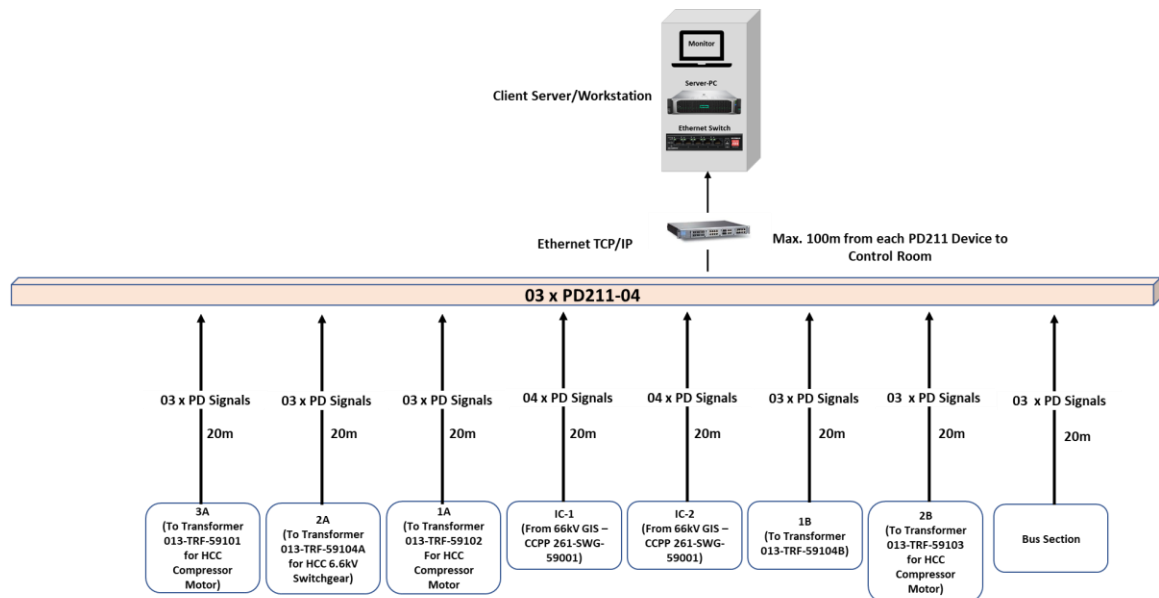 Monitor
Server-PC
Client Server/Workstation
Ethernet Switch
Ethernet TCP/IP
Max. 100m from each PD211 Device to
Control Room
03 x PD211-04
03 x PD Signals
20m
03 x PD Signals
20m
03 x PD Signals
20m
04 x PD Signals
20m
04 x PD Signals
20m
03 x PD Signals
20m
03 x PD Signals
20m
03 x PD Signals
20m
3A
(To Transformer
013-TRF-59101
for HCC
Compressor
Motor)
2A
(To Transformer
013-TRF-59104A
for HCC 6.6kV
Switchgear)
1A
(To Transformer
013-TRF-59102
For HCC
Compressor
Motor
IC-1
(From 66kV GIS –
CCPP 261-SWG-
59001)
IC-2
(From 66kV GIS –
CCPP 261-SWG-
59001)
1B
(To Transformer
013-TRF-59104B)
2B
(To Transformer
013-TRF-59103
for HCC
Compressor
Motor)
Bus Section